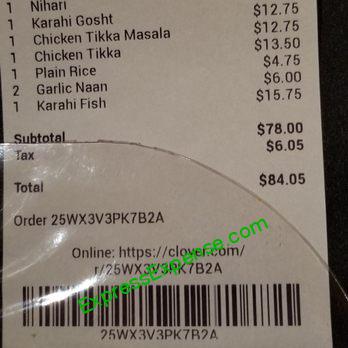 1 Nihari $12.75
1 Karahi Gosht $12.75
1 Chicken Tikka Masala $13.50
1 Chicken Tikka $4.75
1 Plain Rice $6.00
2 Garlic Naan $15.75
1 Karahi Fish
Subtotal $78.00
Tax $6.05
Total $84.05
Order 25WX3V3PK7B2A
Online: https://clover.com/
r/25WX3V3PK7B2A
ExpressExpense.com
25WX3V3PK7B2A